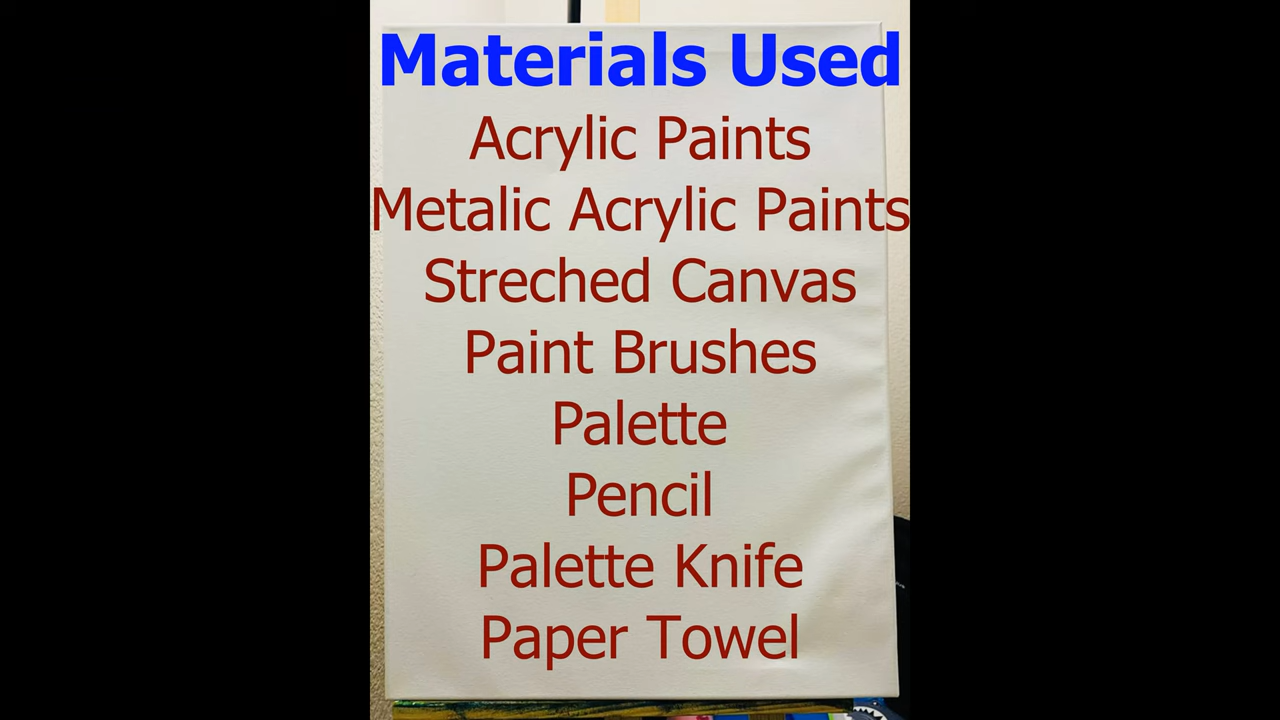 Materials Used
Acrylic Paints
Metalic Acrylic Paints
Streched Canvas
Paint Brushes
Palette
Pencil
Palette Knife
Paper Towel